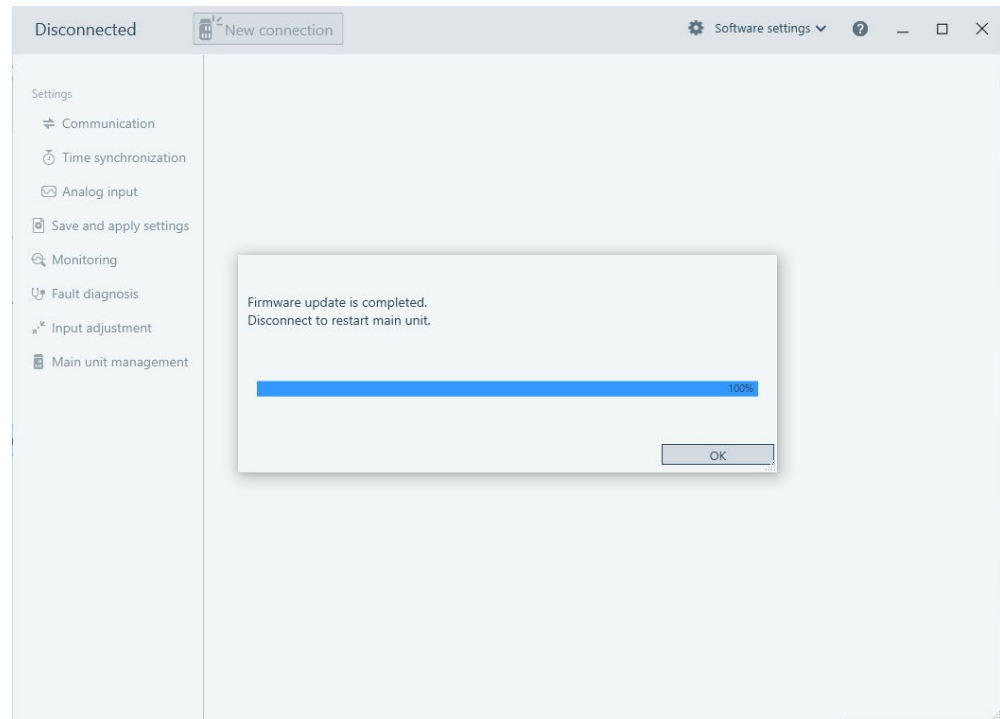 Disconnected
New connection
Software settings
Settings
Communication
Time synchronization
Analog input
Save and apply settings
Monitoring
Fault diagnosis
Input adjustment
Main unit management
Firmware update is completed.
Disconnect to restart main unit.
100%
OK